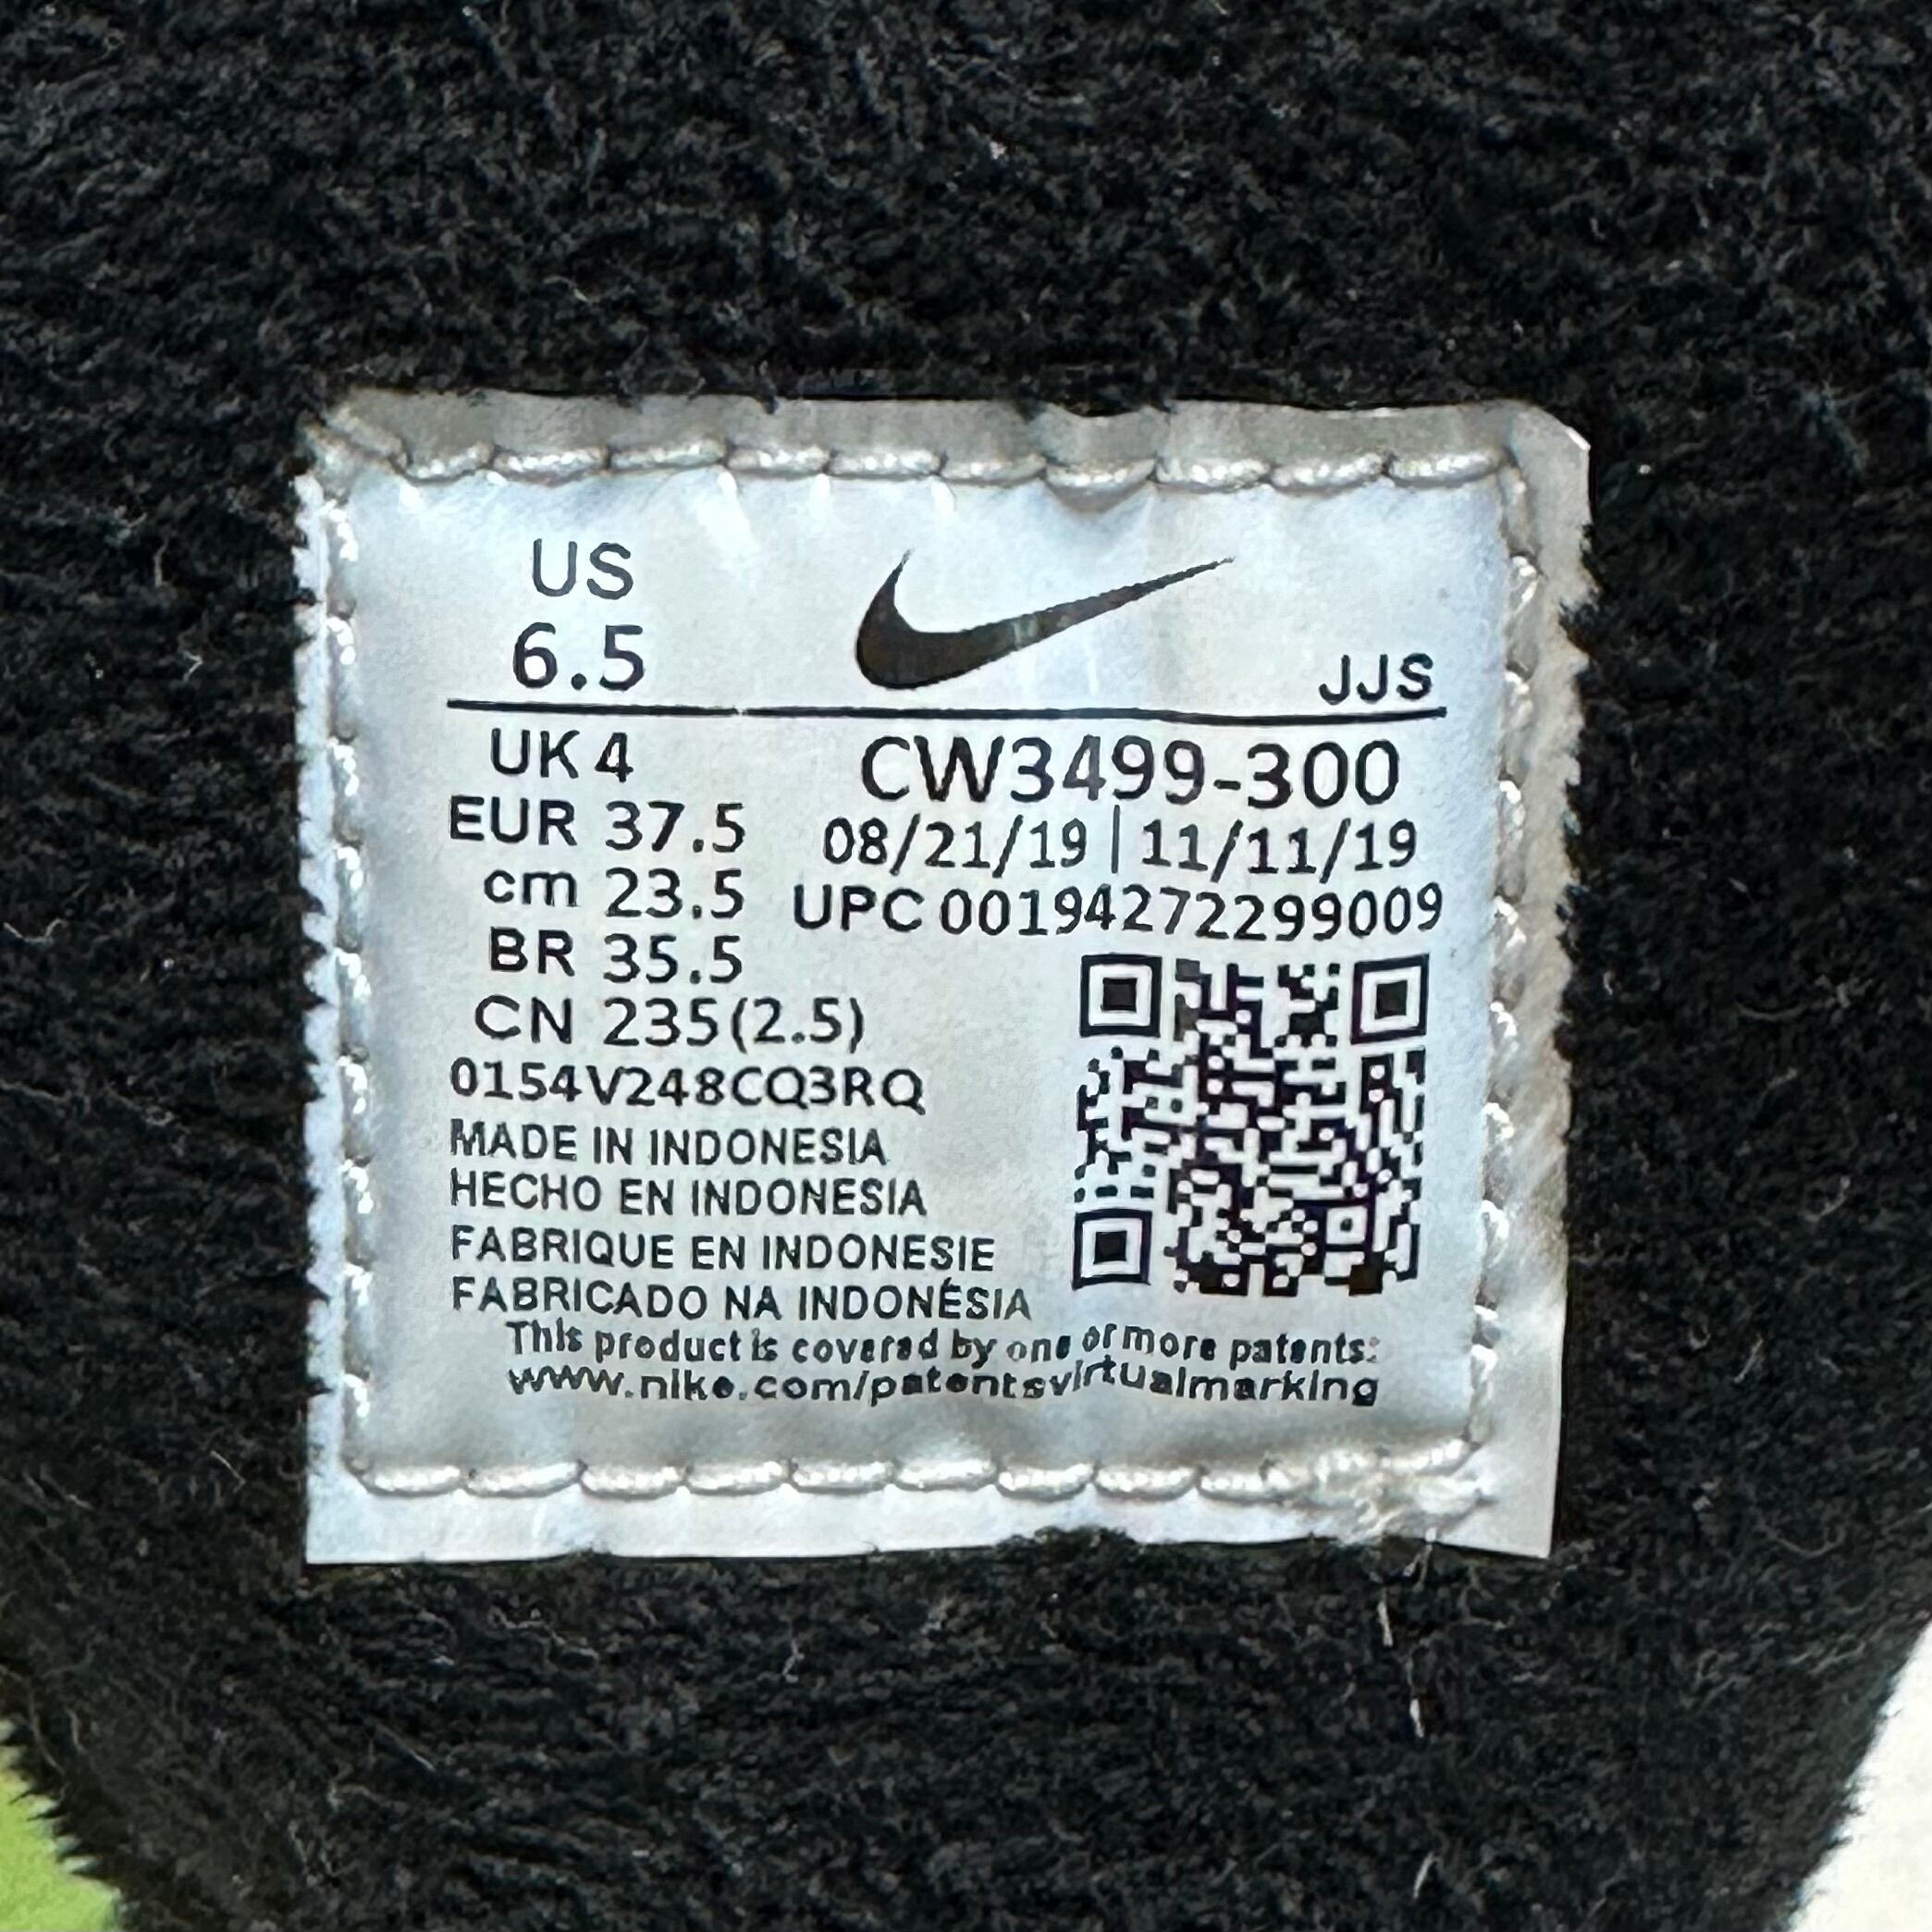 US
6.5
JJS
UK 4
CW3499-300
EUR 37.5
08/21/19 | 11/11/19
cm 23.5
UPC 00194272299009
BR 35.5
CN 235(2.5)
0154V248CQ3RQ
MADE IN INDONESIA
HECHO EN INDONESIA
FABRIQUE EN INDONESIE
FABRICADO NA INDONÉSIA
This product is covered by one or more patents:
www.nike.com/patentsvirtualmarking